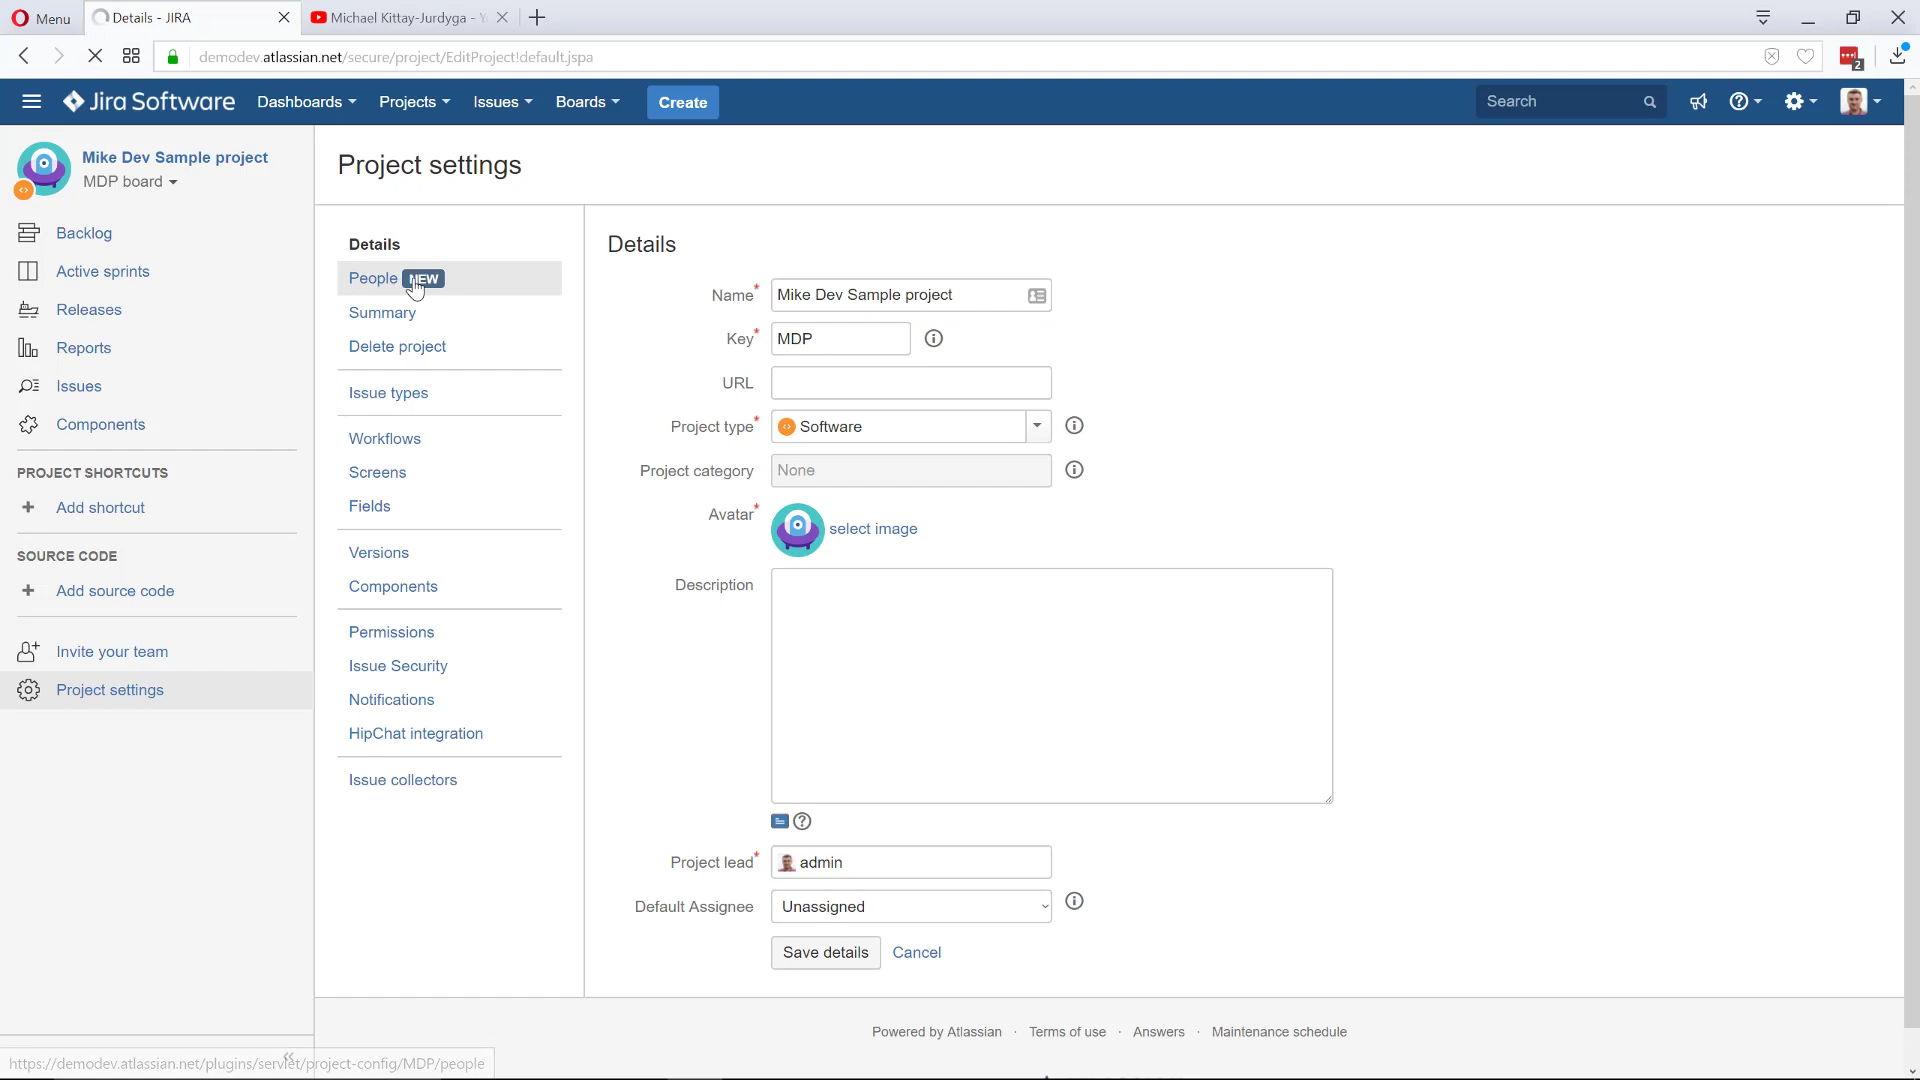 Menu
Details - JIRA
Michael Kittay-Jurdyga - Y
demodev.atlassian.net/secure/project/EditProject!default.jspa
2
Jira Software
Dashboards
Projects
Issues
Boards
Create
Search
Mike Dev Sample project
MDP board
Backlog
Active sprints
Releases
Reports
Issues
Components
PROJECT SHORTCUTS
+ Add shortcut
SOURCE CODE
+ Add source code
Invite your team
Project settings
Project settings
Details
People NEW
Summary
Delete project
Issue types
Workflows
Screens
Fields
Versions
Components
Permissions
Issue Security
Notifications
HipChat integration
Issue collectors
Details
Name* Mike Dev Sample project
Key* MDP
URL
Project type* Software
Project category None
Avatar* select image
Description
Project lead* admin
Default Assignee Unassigned
Save details Cancel
Powered by Atlassian · Terms of use · Answers · Maintenance schedule
https://demodev.atlassian.net/plugins/servlet/project-config/MDP/people